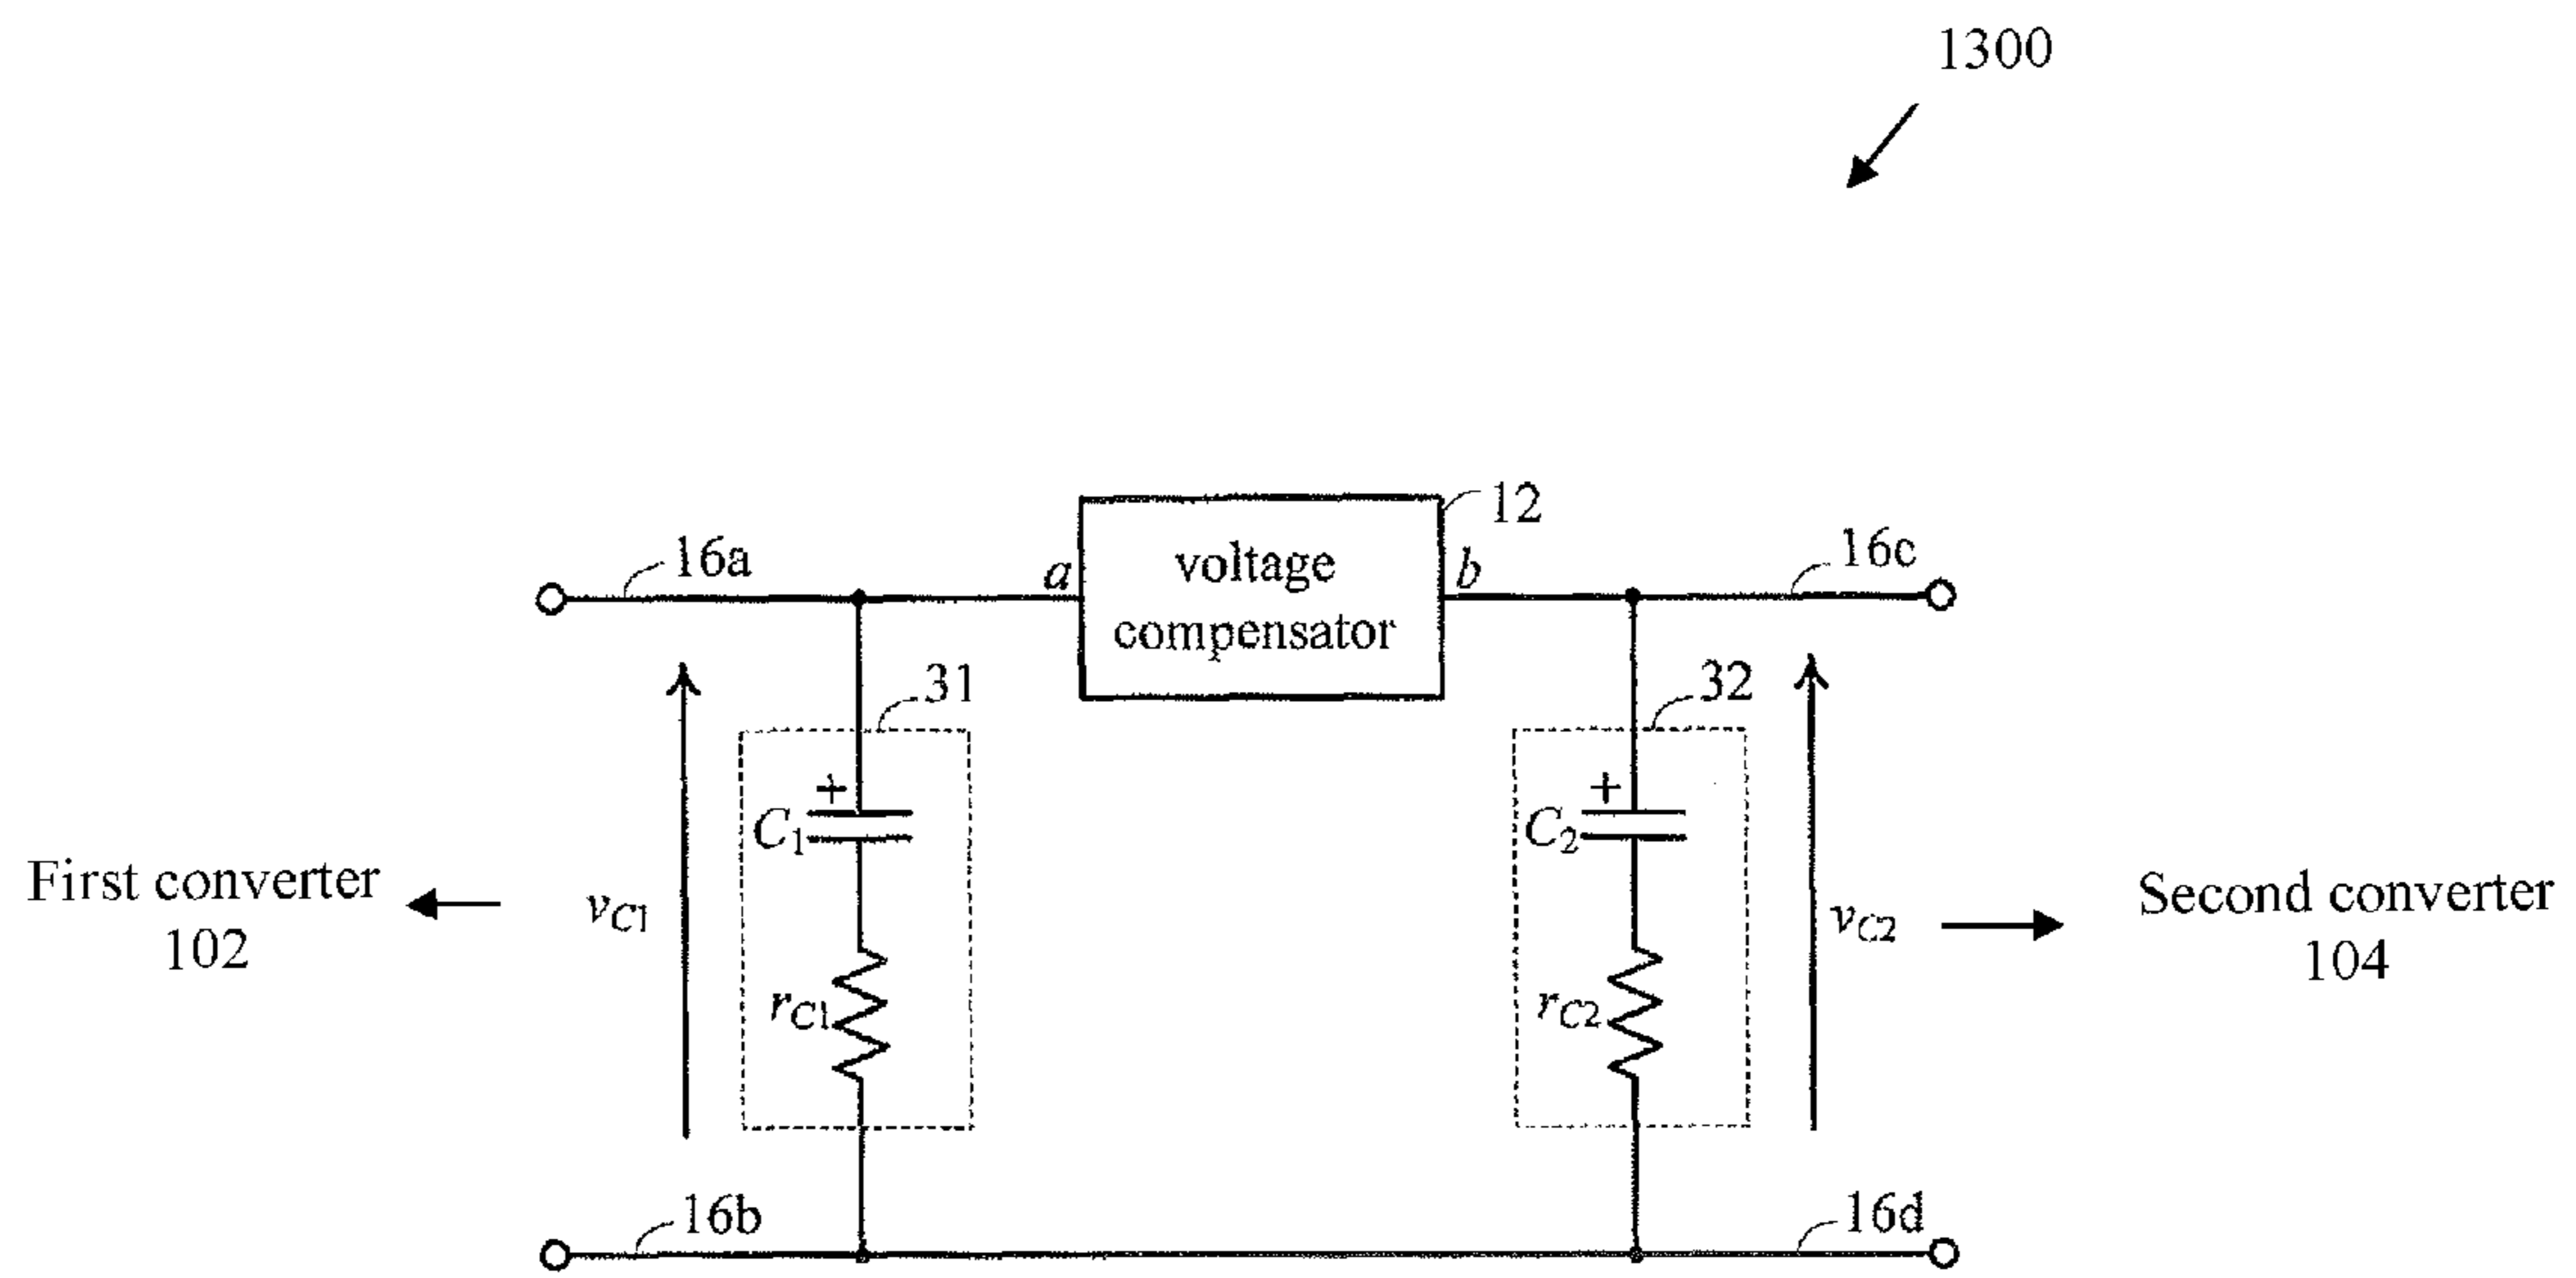 1300
12
voltage
compensator
a
b
16a
16c
31
32
+
C1
+
C2
rC1
rC2
vC1
vC2
First converter
102
Second converter
104
16b
16d